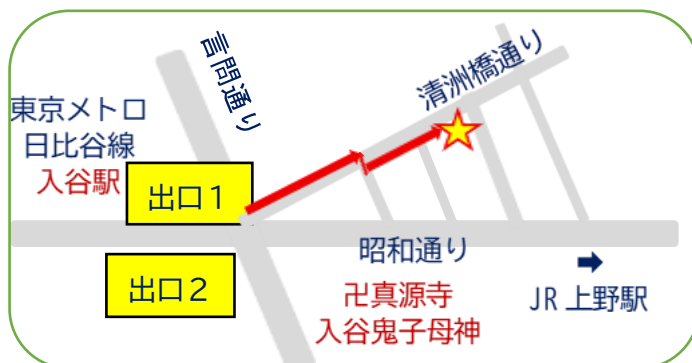 言問通り
清洲橋通り
東京メトロ
日比谷線
入谷駅
出口１
出口２
昭和通り
卍真源寺
入谷鬼子母神
JR 上野駅